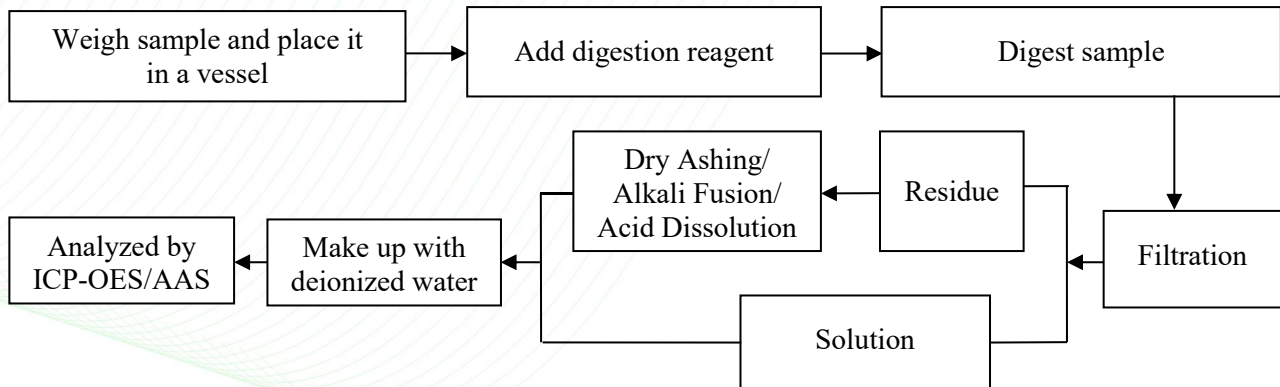 Weigh sample and place it
in a vessel
Add digestion reagent
Digest sample
Filtration
Residue
Dry Ashing/
Alkali Fusion/
Acid Dissolution
Solution
Make up with
deionized water
Analyzed by
ICP-OES/AAS